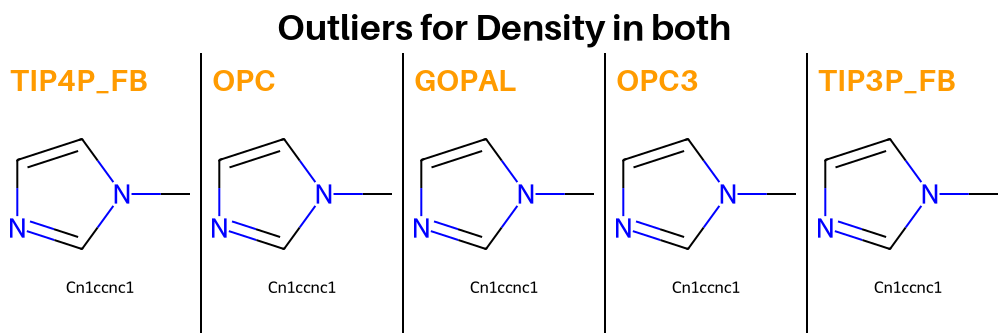 Outliers for Density in both
TIP4P_FB OPC GOPAL OPC3 TIP3P_FB
N N N N N
N N N N N
Cn1ccnc1 Cn1ccnc1 Cn1ccnc1 Cn1ccnc1 Cn1ccnc1